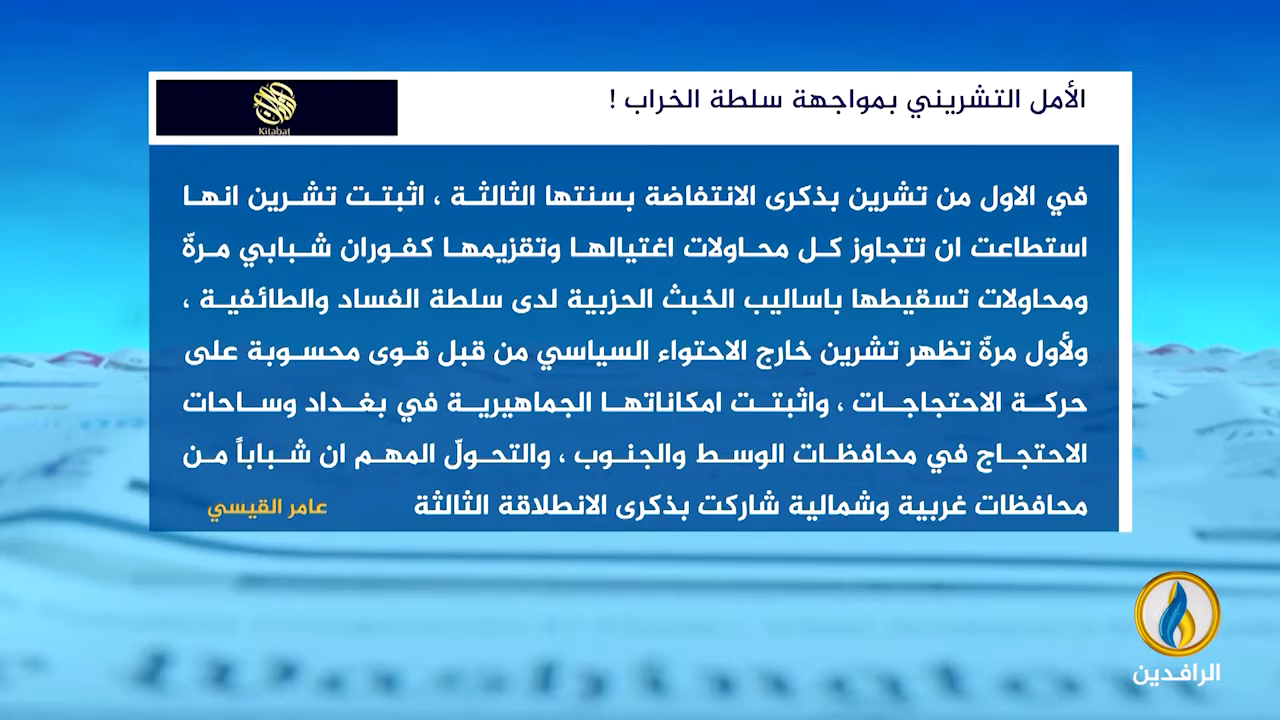 الأمل التشريني بمواجهة سلطة الخراب !
Kitabat
في الاول من تشرين بذكرى الانتفاضة بسنتها الثالثة ، اثبتت تشرين انها
استطاعت ان تتجاوز كل محاولات اغتيالها وتقزيمها كفوران شبابي مرةّ
ومحاولات تسقيطها باساليب الخبث الحزبية لدى سلطة الفساد والطائفية ،
ولأول مرةّ تظهر تشرين خارج الاحتواء السياسي من قبل قوى محسوبة على
حركة الاحتجاجات ، واثبتت امكاناتها الجماهيرية في بغداد وساحات
الاحتجاج في محافظات الوسط والجنوب ، والتحولّ المهم ان شباباً من
محافظات غربية وشمالية شاركت بذكرى الانطلاقة الثالثة
عامر القيسي
الرافدين